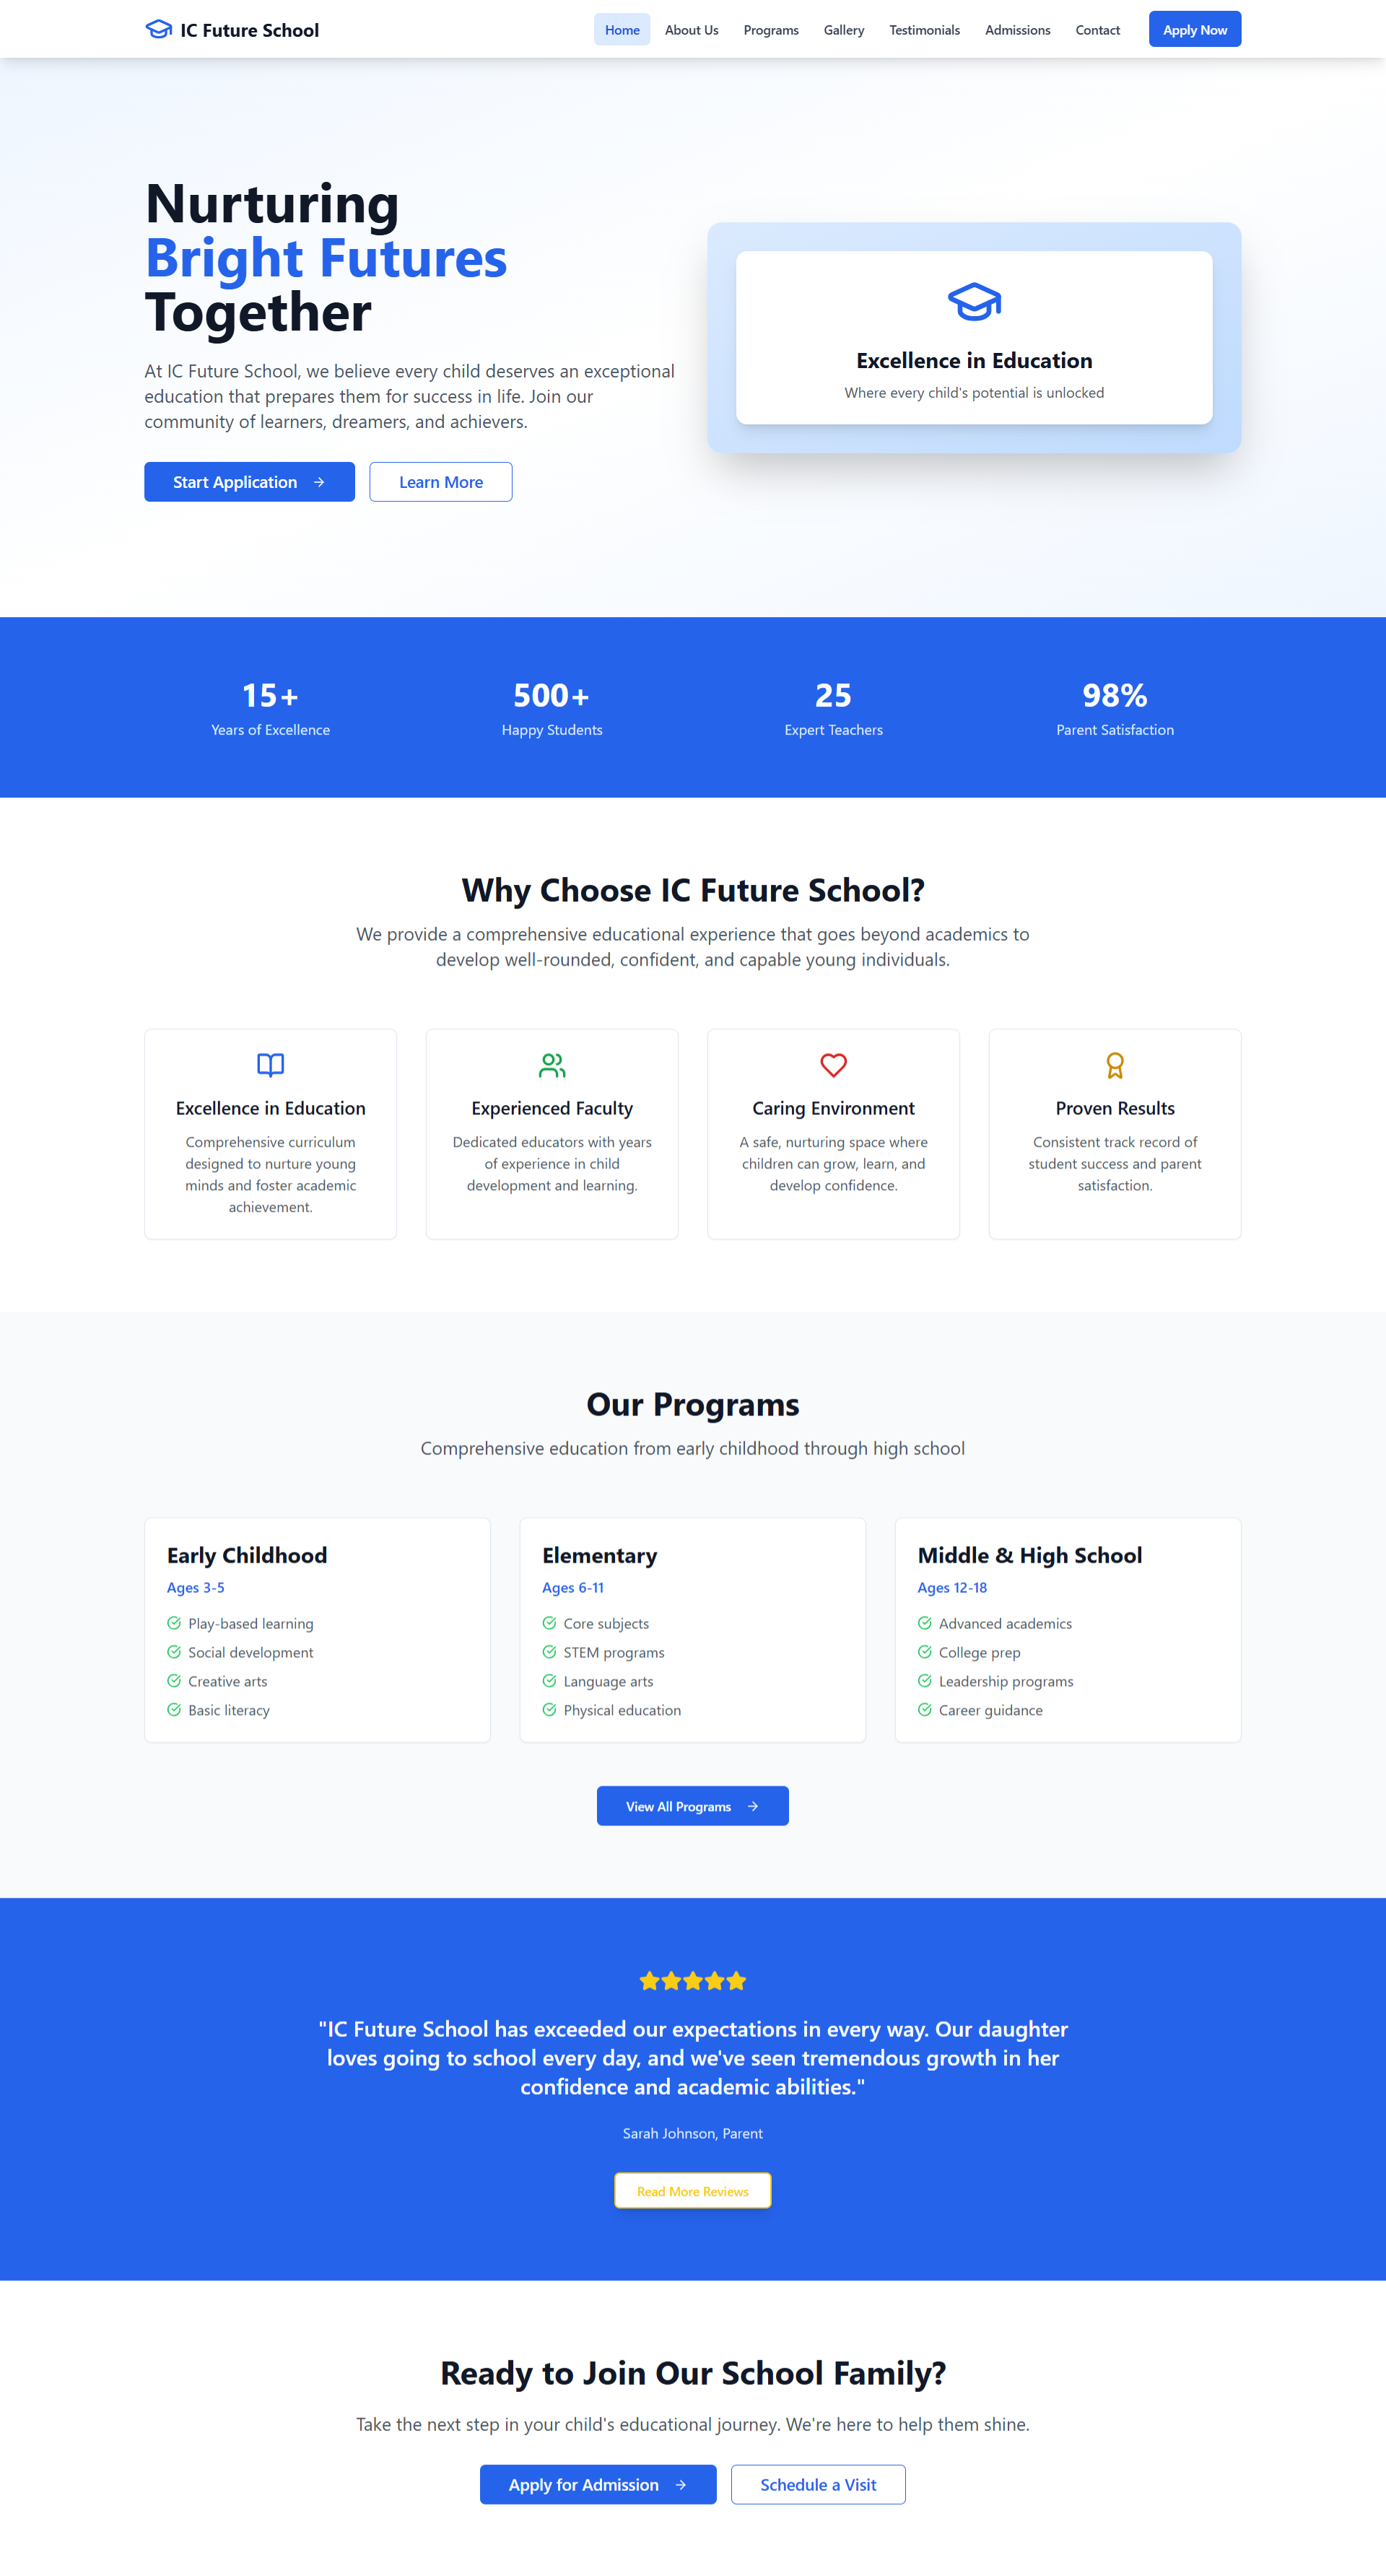 IC Future School
Home
About Us
Programs
Gallery
Testimonials
Admissions
Contact
Apply Now
Nurturing
Bright Futures
Together
At IC Future School, we believe every child deserves an exceptional
education that prepares them for success in life. Join our
community of learners, dreamers, and achievers.
Start Application
Learn More
Excellence in Education
Where every child's potential is unlocked
15+
Years of Excellence
500+
Happy Students
25
Expert Teachers
98%
Parent Satisfaction
Why Choose IC Future School?
We provide a comprehensive educational experience that goes beyond academics to
develop well-rounded, confident, and capable young individuals.
Excellence in Education
Comprehensive curriculum
designed to nurture young
minds and foster academic
achievement.
Experienced Faculty
Dedicated educators with years
of experience in child
development and learning.
Caring Environment
A safe, nurturing space where
children can grow, learn, and
develop confidence.
Proven Results
Consistent track record of
student success and parent
satisfaction.
Our Programs
Comprehensive education from early childhood through high school
Early Childhood
Ages 3-5
Play-based learning
Social development
Creative arts
Basic literacy
Elementary
Ages 6-11
Core subjects
STEM programs
Language arts
Physical education
Middle & High School
Ages 12-18
Advanced academics
College prep
Leadership programs
Career guidance
View All Programs
"IC Future School has exceeded our expectations in every way. Our daughter
loves going to school every day, and we've seen tremendous growth in her
confidence and academic abilities."
Sarah Johnson, Parent
Read More Reviews
Ready to Join Our School Family?
Take the next step in your child's educational journey. We're here to help them shine.
Apply for Admission
Schedule a Visit